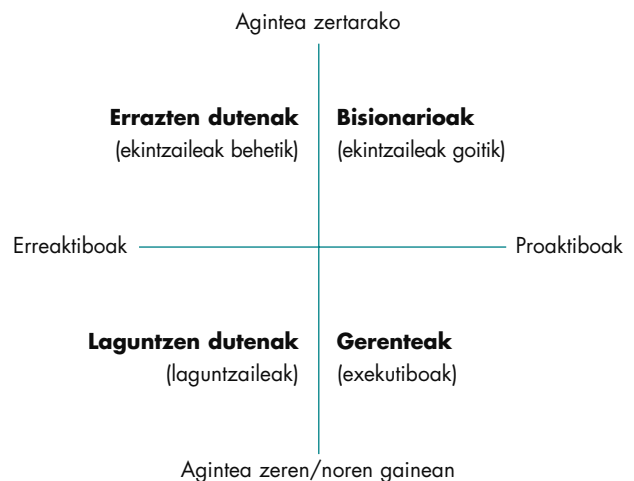 Agintea zertarako
Errazten dutenak
(ekintzaileak behetik)
Bisionarioak
(ekintzaileak goitik)
Erreaktiboak
Proaktiboak
Laguntzen dutenak
(laguntzaileak)
Gerenteak
(exekutiboak)
Agintea zeren/noren gainean